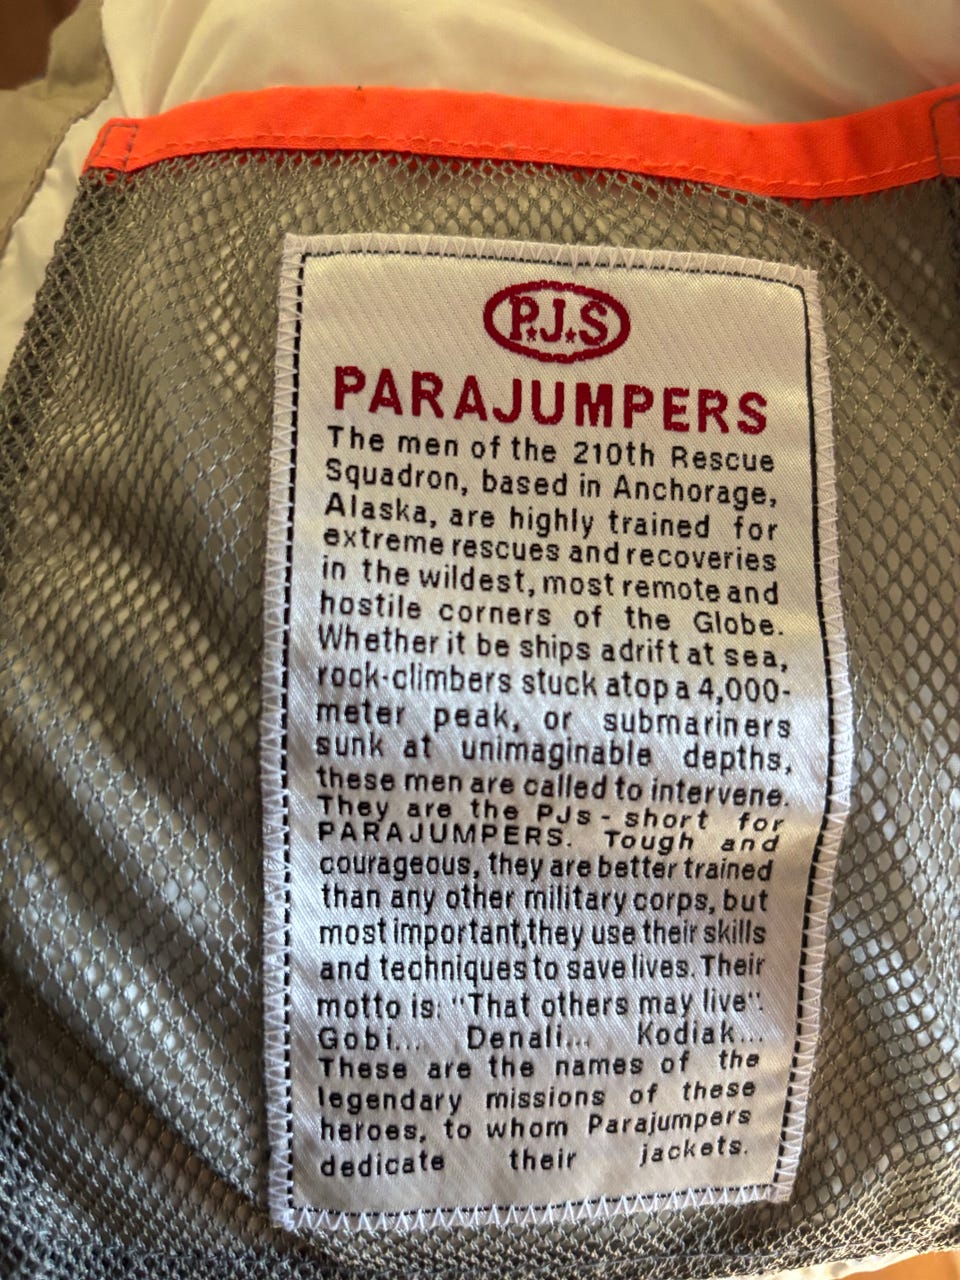 P.J.S
PARAJUMPERS
The men of the 210th Rescue
Squadron, based in Anchorage,
Alaska, are highly trained for
extreme rescues and recoveries
in the wildest, most remote and
hostile corners of the Globe.
Whether it be ships adrift at sea,
rock-climbers stuck atop a 4,000-
meter peak, or submariners
sunk at unimaginable depths,
these men are called to intervene.
They are the PJs - short for
PARAJUMPERS. Tough and
courageous, they are better trained
than any other military corps, but
most important,they use their skills
and techniques to save lives. Their
motto is: "That others may live".
Gobi... Denali... Kodiak...
These are the names of the
legendary missions of these
heroes, to whom Parajumpers
dedicate their jackets.